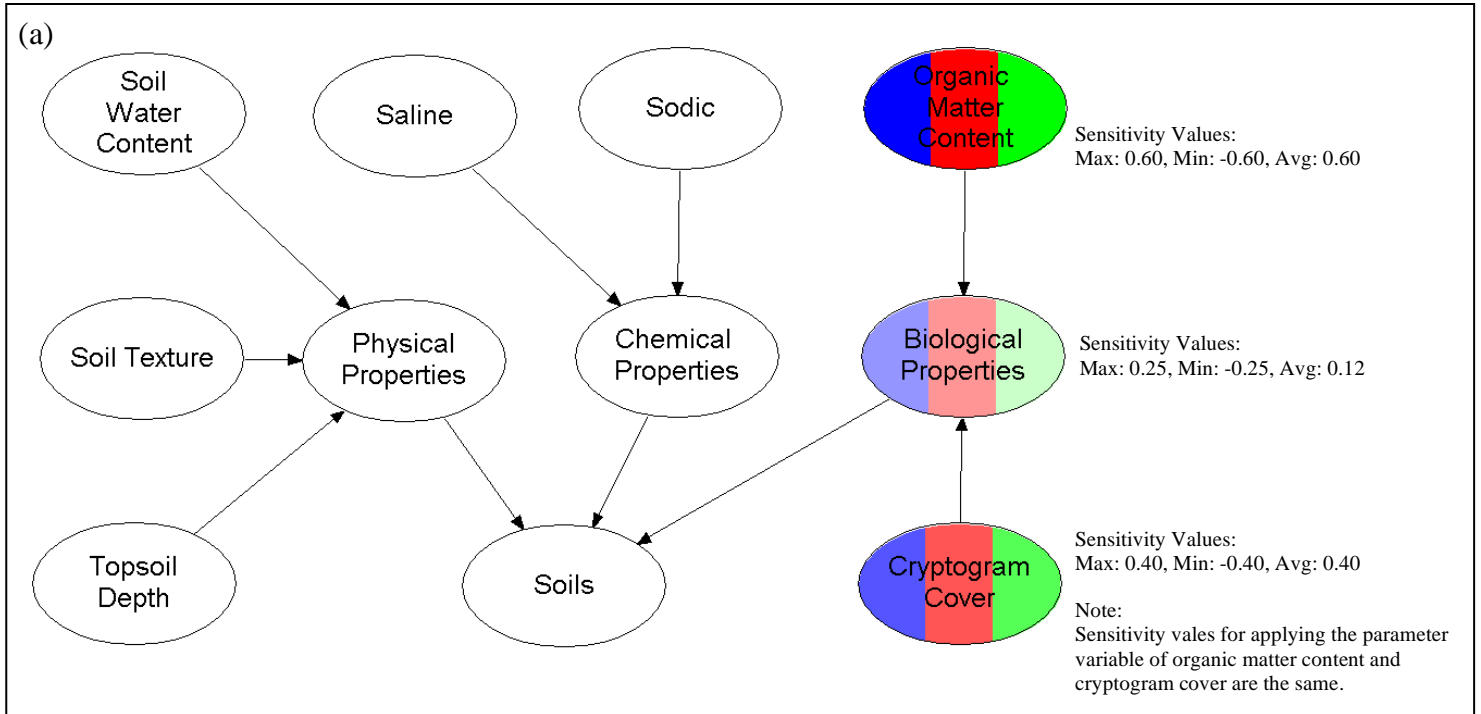 (a)
Soil
Water
Content
Saline
Sodic
Organic
Matter
Content
Sensitivity Values:
Max: 0.60, Min: -0.60, Avg: 0.60
Soil Texture
Physical
Properties
Chemical
Properties
Biological
Properties
Sensitivity Values:
Max: 0.25, Min: -0.25, Avg: 0.12
Topsoil
Depth
Soils
Cryptogram
Cover
Sensitivity Values:
Max: 0.40, Min: -0.40, Avg: 0.40
Note:
Sensitivity vales for applying the parameter
variable of organic matter content and
cryptogram cover are the same.